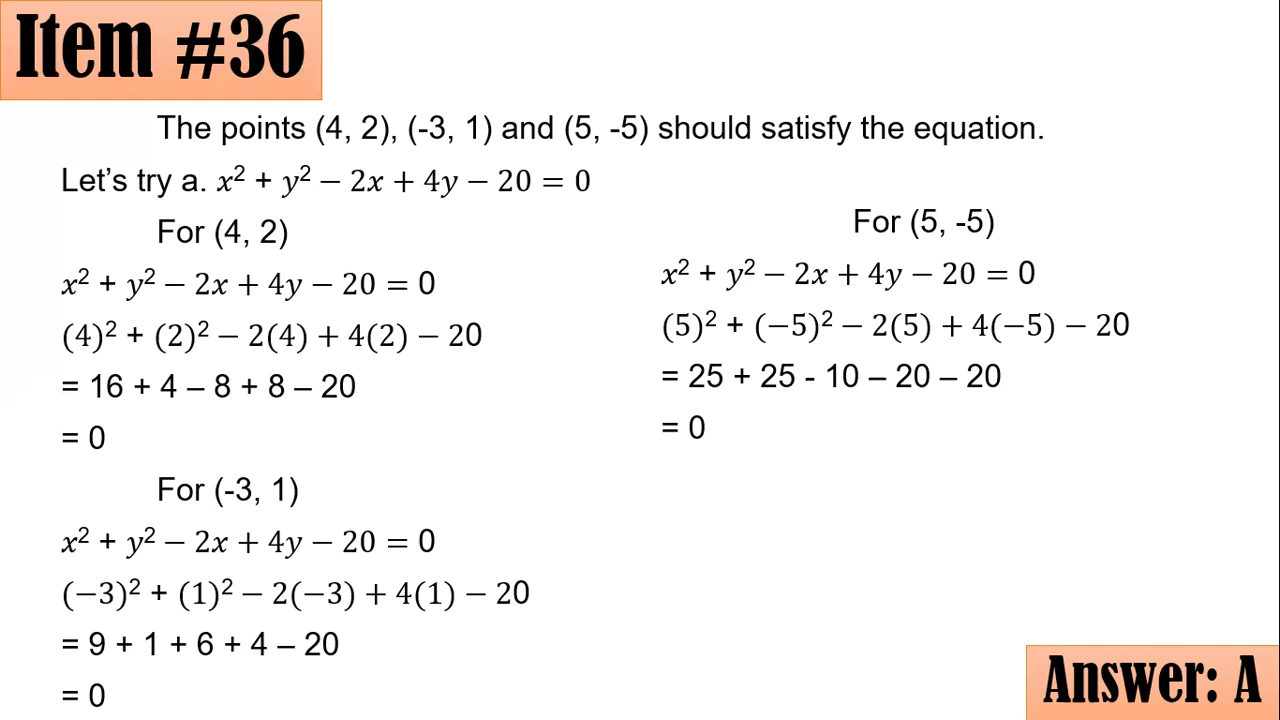 Item #36
The points (4, 2), (-3, 1) and (5, -5) should satisfy the equation.
Let’s try a. x² + y² − 2x + 4y − 20 = 0
For (4, 2)
x² + y² − 2x + 4y − 20 = 0
(4)² + (2)² − 2(4) + 4(2) − 20
= 16 + 4 – 8 + 8 – 20
= 0
For (-3, 1)
x² + y² − 2x + 4y − 20 = 0
(−3)² + (1)² − 2(−3) + 4(1) − 20
= 9 + 1 + 6 + 4 – 20
= 0
For (5, -5)
x² + y² − 2x + 4y − 20 = 0
(5)² + (−5)² − 2(5) + 4(−5) − 20
= 25 + 25 - 10 – 20 – 20
= 0
Answer: A